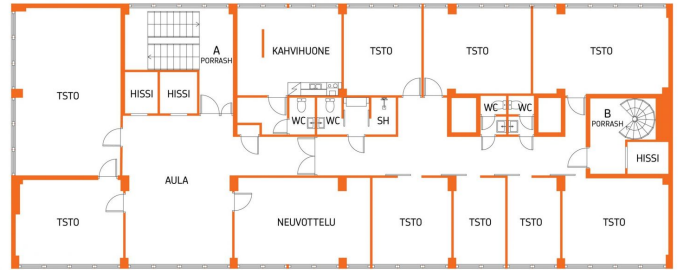 A
PORRASH
KAHVIHUONE
TSTO
TSTO
TSTO
TSTO
HISSI
HISSI
WC
WC
SH
WC
WC
B
PORRASH
HISSI
AULA
TSTO
NEUVOTTELU
TSTO
TSTO
TSTO
TSTO